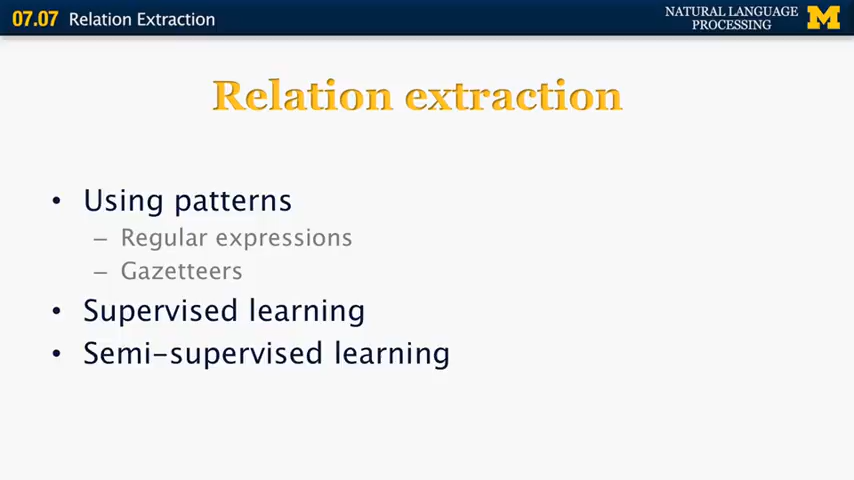 07.07 Relation Extraction
NATURAL LANGUAGE
PROCESSING
M
Relation extraction
• Using patterns
– Regular expressions
– Gazetteers
• Supervised learning
• Semi-supervised learning